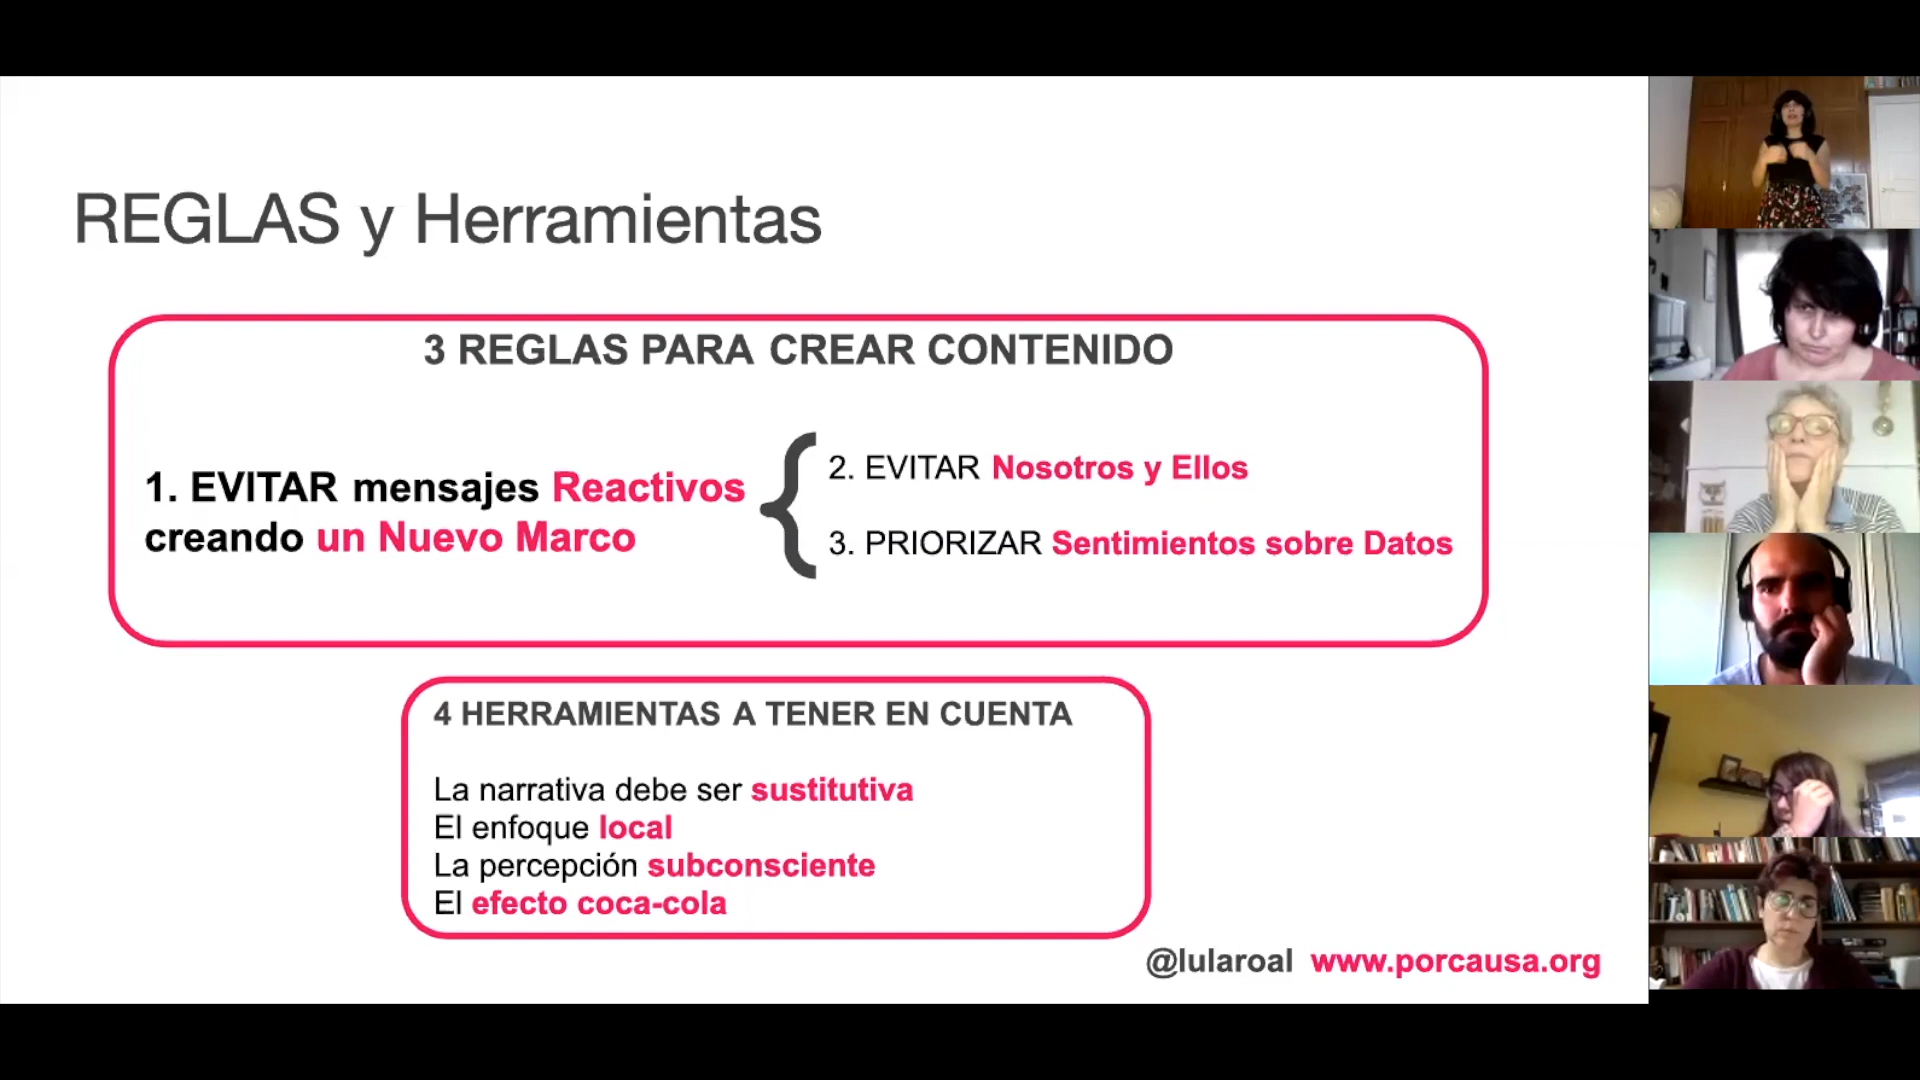 REGLAS y Herramientas
3 REGLAS PARA CREAR CONTENIDO
1. EVITAR mensajes Reactivos
creando un Nuevo Marco
2. EVITAR Nosotros y Ellos
3. PRIORIZAR Sentimientos sobre Datos
4 HERRAMIENTAS A TENER EN CUENTA
La narrativa debe ser sustitutiva
El enfoque local
La percepción subconsciente
El efecto coca-cola
@lularoal www.porcausa.org